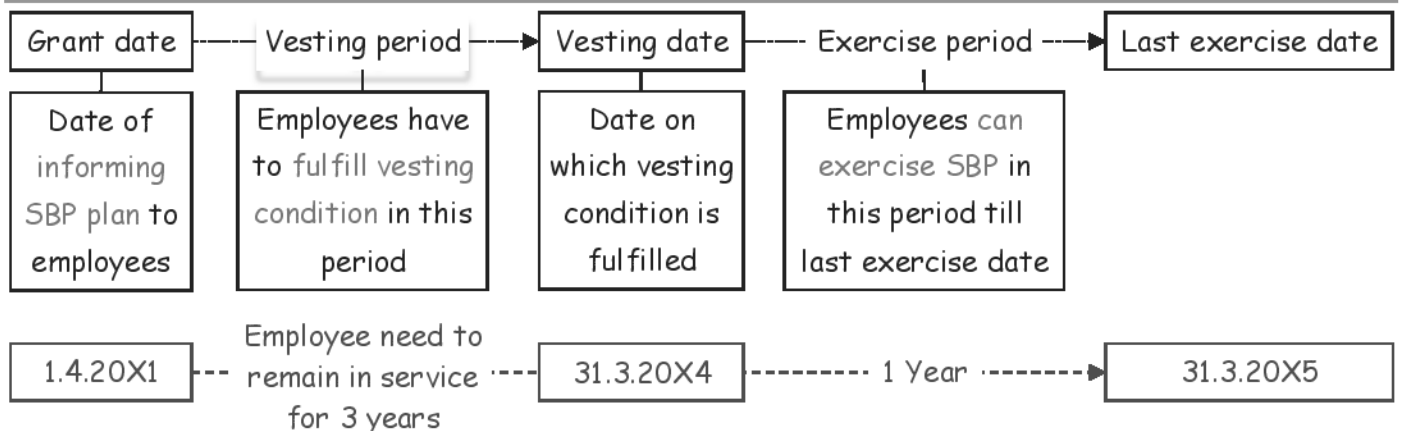 Grant date
Vesting period
Vesting date
Exercise period
Last exercise date
Date of
informing
SBP plan to
employees
Employees have
to fulfill vesting
condition in this
period
Date on
which vesting
condition is
fulfilled
Employees can
exercise SBP in
this period till
last exercise date
1.4.20X1
Employee need to
remain in service
for 3 years
31.3.20X4
1 Year
31.3.20X5